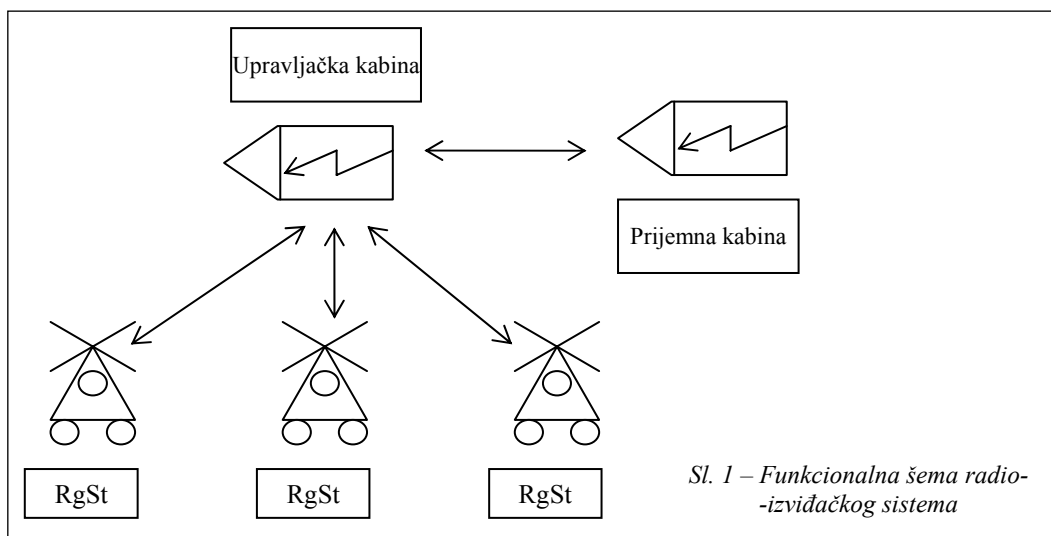 Upravljačka kabina
Prijemna kabina
RgSt
RgSt
RgSt
Sl. 1 – Funkcionalna šema radio-
-izviđačkog sistema